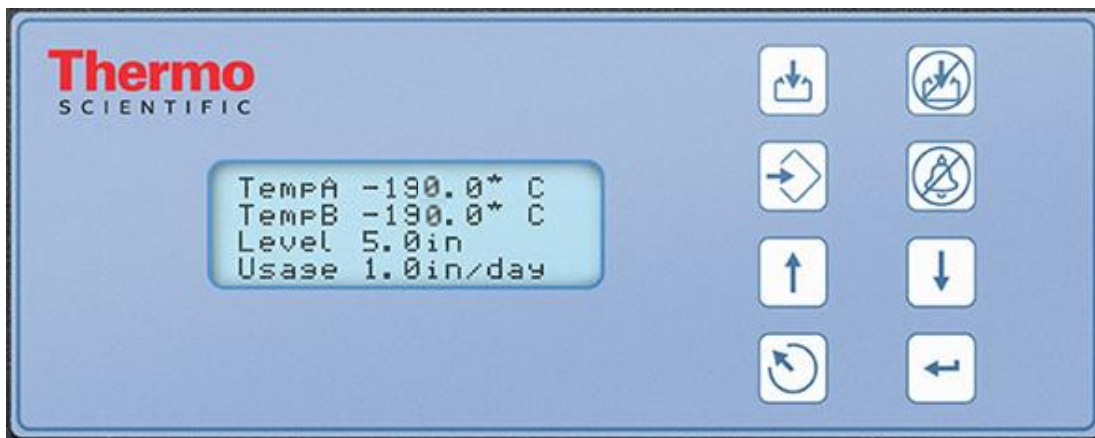 Thermo
SCIENTIFIC
TempA -190.0* C
TempB -190.0* C
Level 5.0in
Usage 1.0in/day